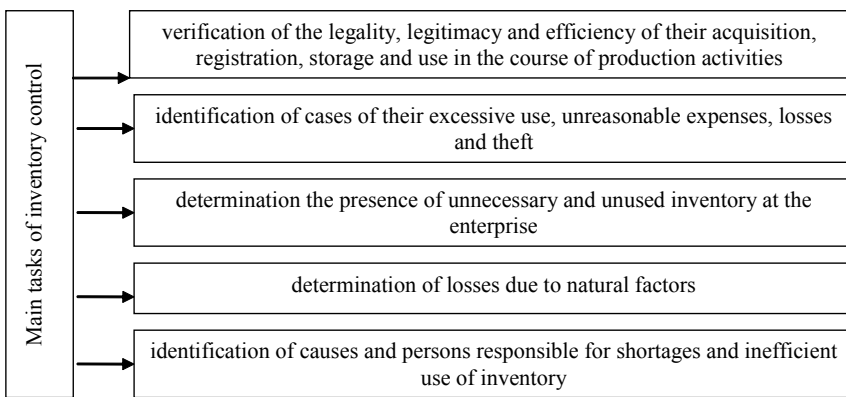 Main tasks of inventory control
verification of the legality, legitimacy and efficiency of their acquisition,
registration, storage and use in the course of production activities
identification of cases of their excessive use, unreasonable expenses, losses
and theft
determination the presence of unnecessary and unused inventory at the
enterprise
determination of losses due to natural factors
identification of causes and persons responsible for shortages and inefficient
use of inventory